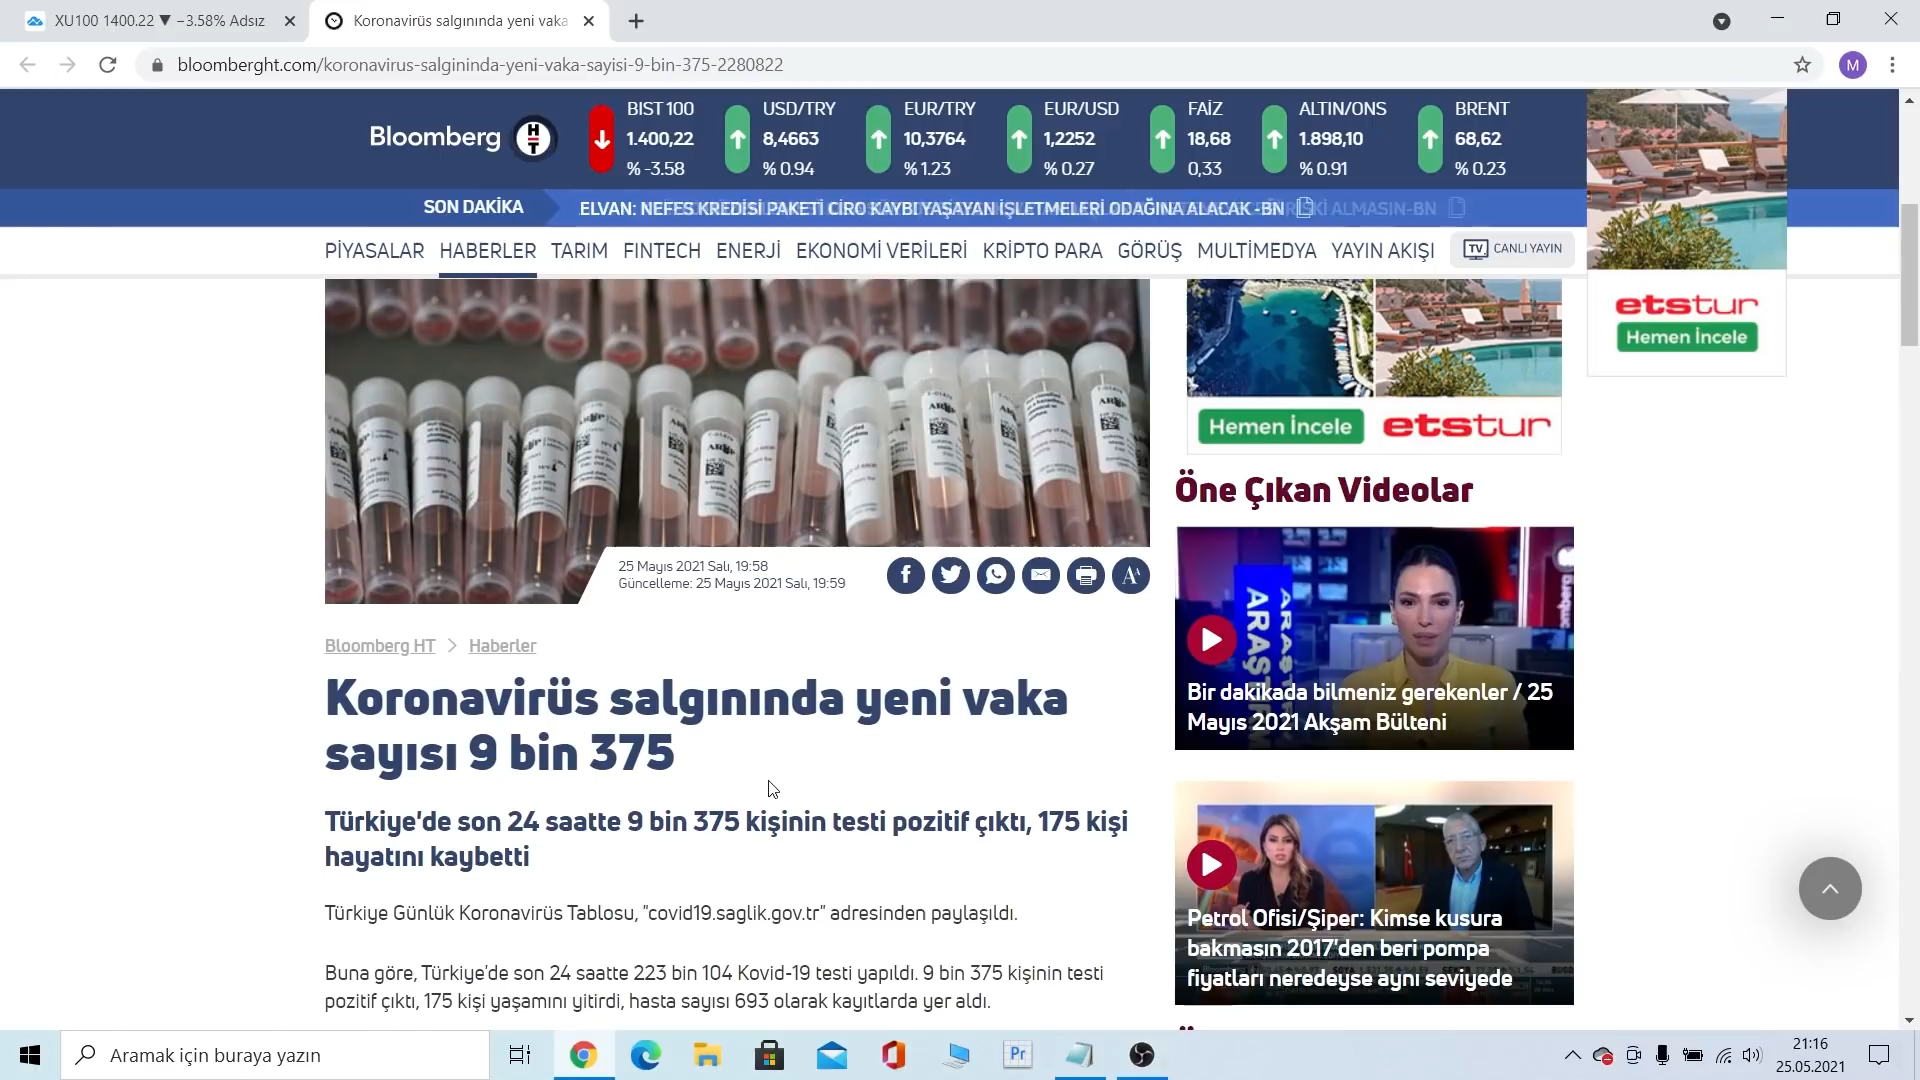 XU100 1400.22 ▼ −3.58% Adsız
Koronavirüs salgınında yeni vaka
bloomberght.com/koronavirus-salgininda-yeni-vaka-sayisi-9-bin-375-2280822
M
Bloomberg HT
BIST 100
1.400,22
% -3.58
USD/TRY
8,4663
% 0.94
EUR/TRY
10,3764
% 1.23
EUR/USD
1,2252
% 0.27
FAİZ
18,68
0,33
ALTIN/ONS
1.898,10
% 0.91
BRENT
68,62
% 0.23
SON DAKİKA
ELVAN: NEFES KREDİSİ PAKETİ CİRO KAYBI YAŞAYAN İŞLETMELERİ ODAĞINA ALACAK -BN
RİSKİ ALMASIN-BN
PİYASALAR HABERLER TARIM FINTECH ENERJİ EKONOMİ VERİLERİ KRİPTO PARA GÖRÜŞ MULTİMEDYA YAYIN AKIŞI
TV CANLI YAYIN
etstur
Hemen İncele
Hemen İncele etstur
25 Mayıs 2021 Salı, 19:58
Güncelleme: 25 Mayıs 2021 Salı, 19:59
Bloomberg HT > Haberler
Koronavirüs salgınında yeni vaka
sayısı 9 bin 375
Türkiye'de son 24 saatte 9 bin 375 kişinin testi pozitif çıktı, 175 kişi
hayatını kaybetti
Türkiye Günlük Koronavirüs Tablosu, "covid19.saglik.gov.tr" adresinden paylaşıldı.
Buna göre, Türkiye'de son 24 saatte 223 bin 104 Kovid-19 testi yapıldı. 9 bin 375 kişinin testi
pozitif çıktı, 175 kişi yaşamını yitirdi, hasta sayısı 693 olarak kayıtlarda yer aldı.
Öne Çıkan Videolar
Bir dakikada bilmeniz gerekenler / 25
Mayıs 2021 Akşam Bülteni
Petrol Ofisi/Şiper: Kimse kusura
bakmasın 2017'den beri pompa
fiyatları neredeyse aynı seviyede
Aramak için buraya yazın
Pr
21:16
25.05.2021